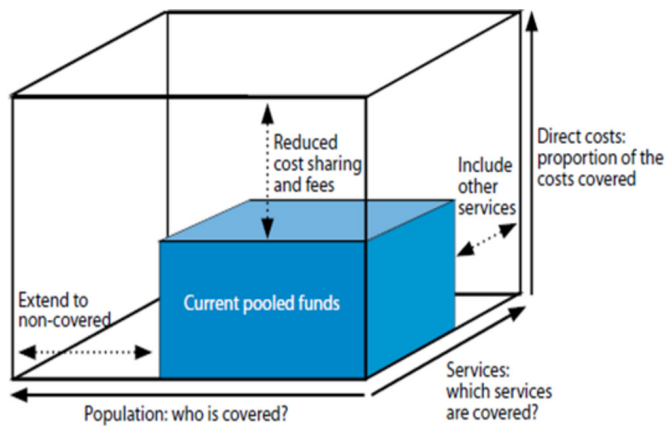 Reduced
cost sharing
and fees
Include
other
services
Direct costs:
proportion of the
costs covered
Extend to
non-covered
Current pooled funds
Services:
which services
are covered?
Population: who is covered?